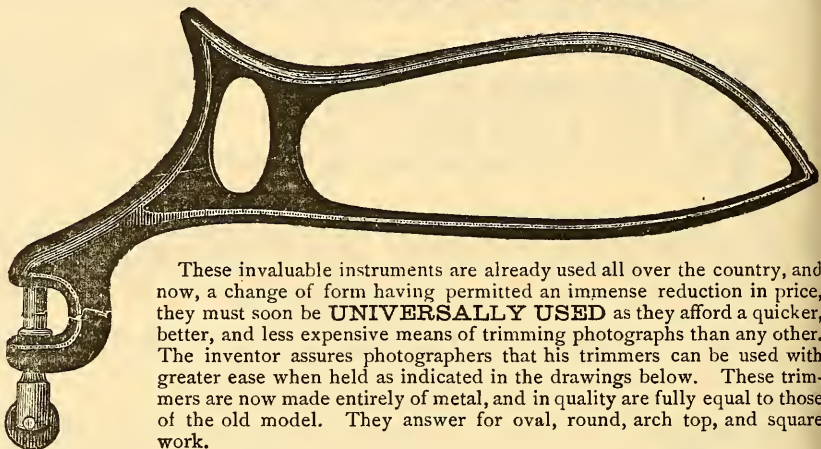 These invaluable instruments are already used all over the country, and
now, a change of form having permitted an immense reduction in price,
they must soon be UNIVERSALLY USED as they afford a quicker,
better, and less expensive means of trimming photographs than any other.
The inventor assures photographers that his trimmers can be used with
greater ease when held as indicated in the drawings below. These trim-
mers are now made entirely of metal, and in quality are fully equal to those
of the old model. They answer for oval, round, arch top, and square
work.